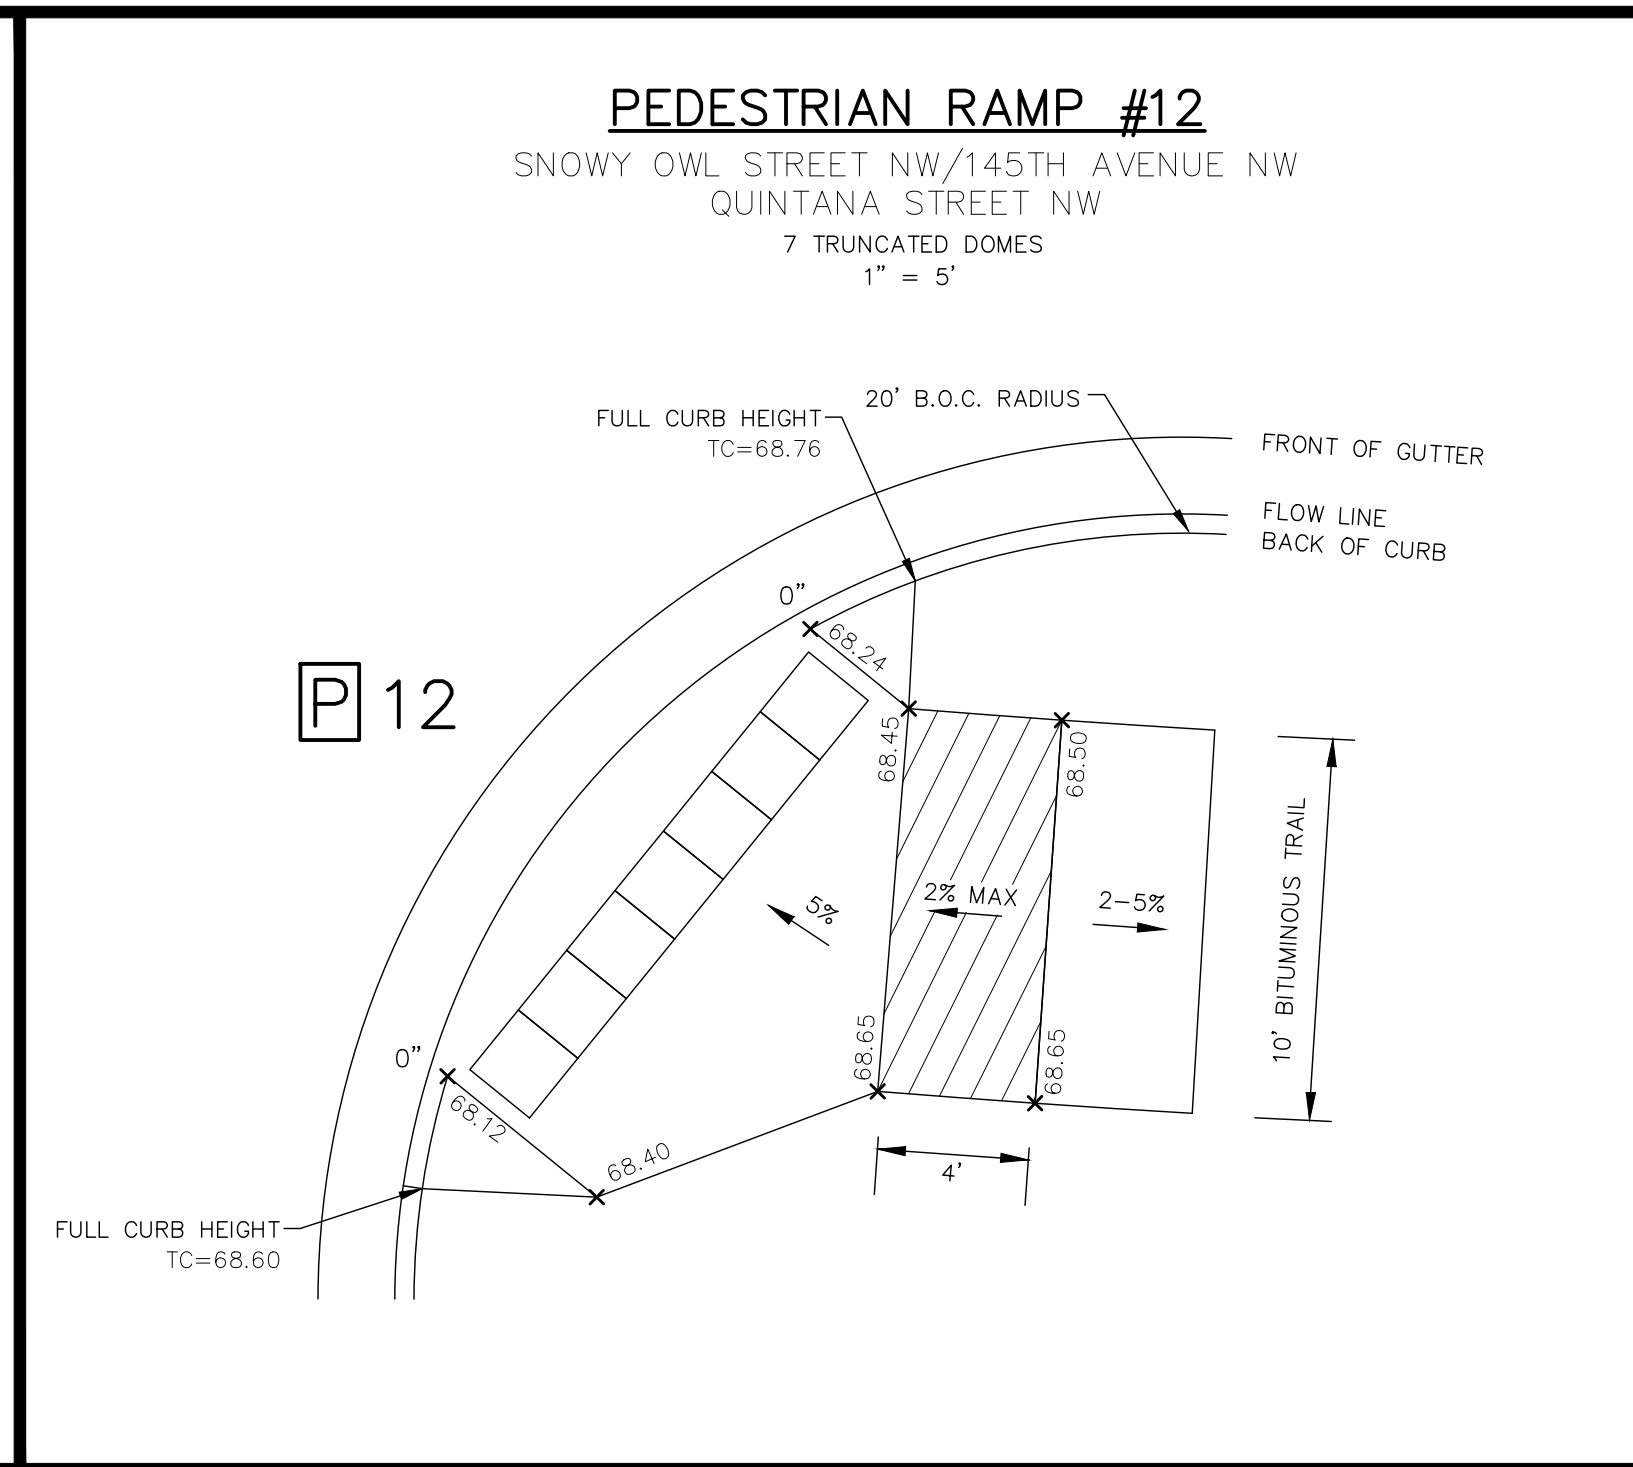 PEDESTRIAN RAMP #12
SNOWY OWL STREET NW/145TH AVENUE NW
QUINTANA STREET NW
7 TRUNCATED DOMES
1" = 5'
20' B.O.C. RADIUS
FULL CURB HEIGHT
TC=68.76
FRONT OF GUTTER
FLOW LINE
BACK OF CURB
0"
68.24
P 12
68.45
68.50
5%
2% MAX
2-5%
10' BITUMINOUS TRAIL
68.65
68.65
0"
68.12
68.40
4'
FULL CURB HEIGHT
TC=68.60